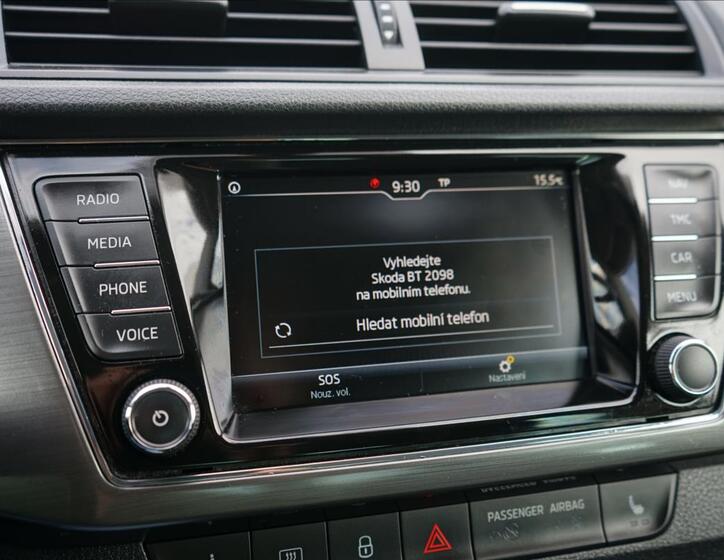 9:30
TP
15.5°C
RADIO
MEDIA
PHONE
VOICE
NAV
TMC
CAR
MENU
Vyhledejte
Skoda BT 2098
na mobilním telefonu.
Hledat mobilní telefon
SOS
Nouz. vol.
Nastavení
PASSENGER AIRBAG